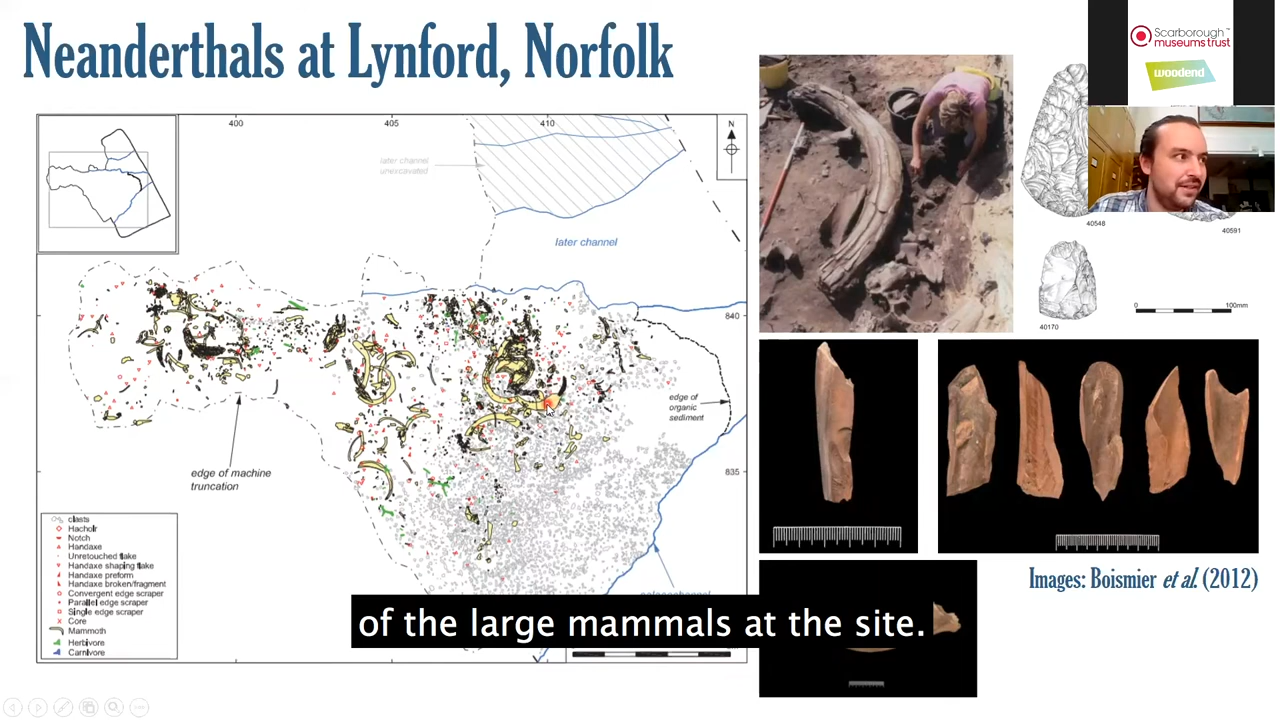 Neanderthals at Lynford, Norfolk
Scarborough™
museums trust
woodend
400
405
410
N
later channel
unexcavated
later channel
840
835
edge of
organic
sediment
edge of machine
truncation
clasts
Hachoir
Notch
Handaxe
Unretouched flake
Handaxe shaping flake
Handaxe preform
Handaxe broken/fragment
Convergent edge scraper
Parallel edge scraper
Single edge scraper
Core
Mammoth
Herbivore
Carnivore
40548
40591
40170
0
100mm
Images: Boismier et al. (2012)
of the large mammals at the site.